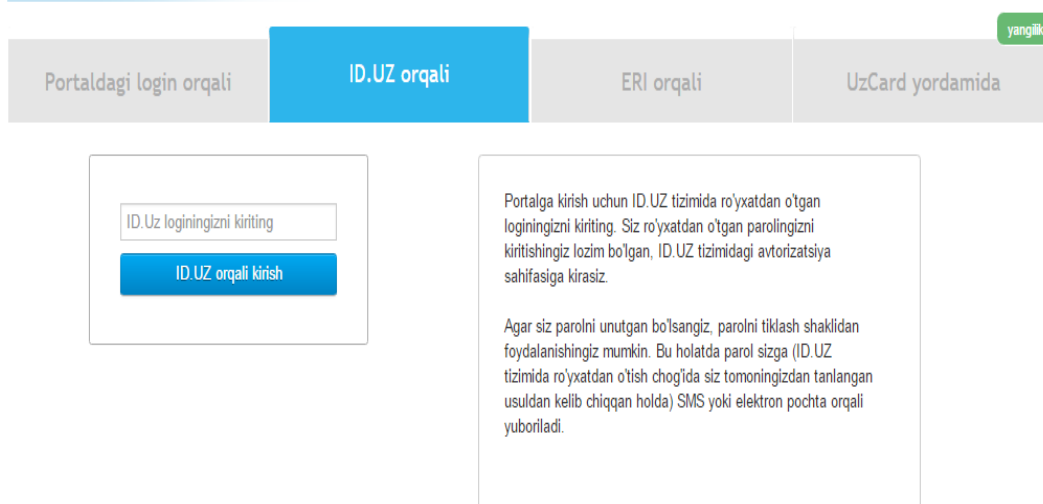 yangilik
Portaldagi login orqali
ID.UZ orqali
ERI orqali
UzCard yordamida
ID.Uz loginingizni kiriting
ID.UZ orqali kirish
Portalga kirish uchun ID.UZ tizimida ro'yxatdan o'tgan
loginingizni kiriting. Siz ro'yxatdan o'tgan parolingizni
kiritishingiz lozim bo'lgan, ID.UZ tizimidagi avtorizatsiya
sahifasiga kirasiz.
Agar siz parolni unutgan bo'lsangiz, parolni tiklash shaklidan
foydalanishingiz mumkin. Bu holatda parol sizga (ID.UZ
tizimida ro'yxatdan o'tish chog'ida siz tomoningizdan tanlangan
usuldan kelib chiqqan holda) SMS yoki elektron pochta orqali
yuboriladi.